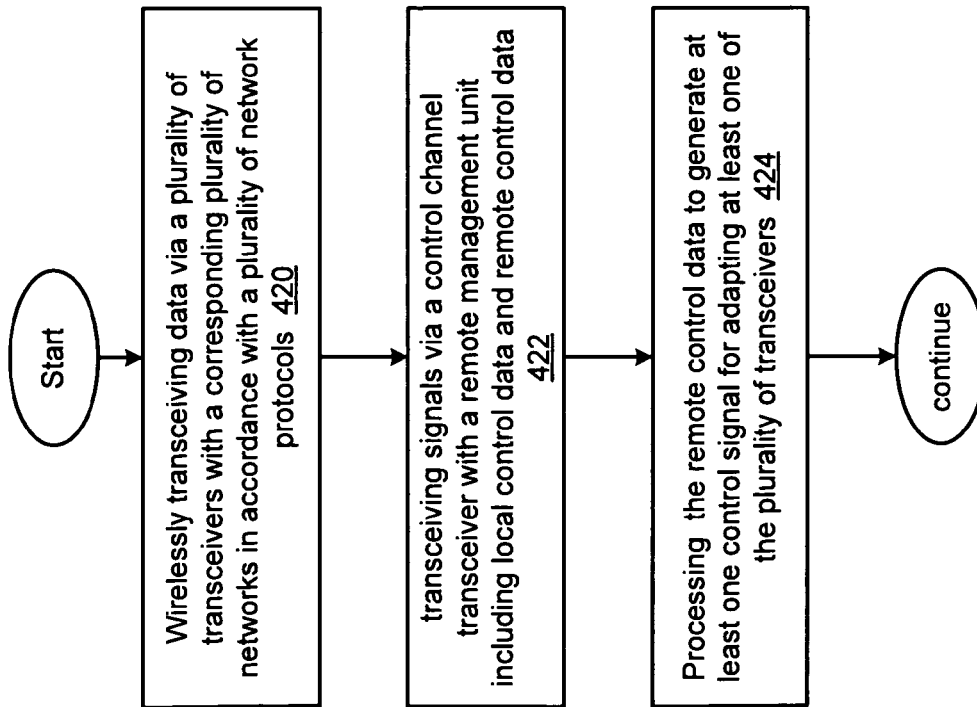 Start
Wirelessly transceiving data via a plurality of
transceivers with a corresponding plurality of
networks in accordance with a plurality of network
protocols 420
transceiving signals via a control channel
transceiver with a remote management unit
including local control data and remote control data
422
Processing the remote control data to generate at
least one control signal for adapting at least one of
the plurality of transceivers 424
continue